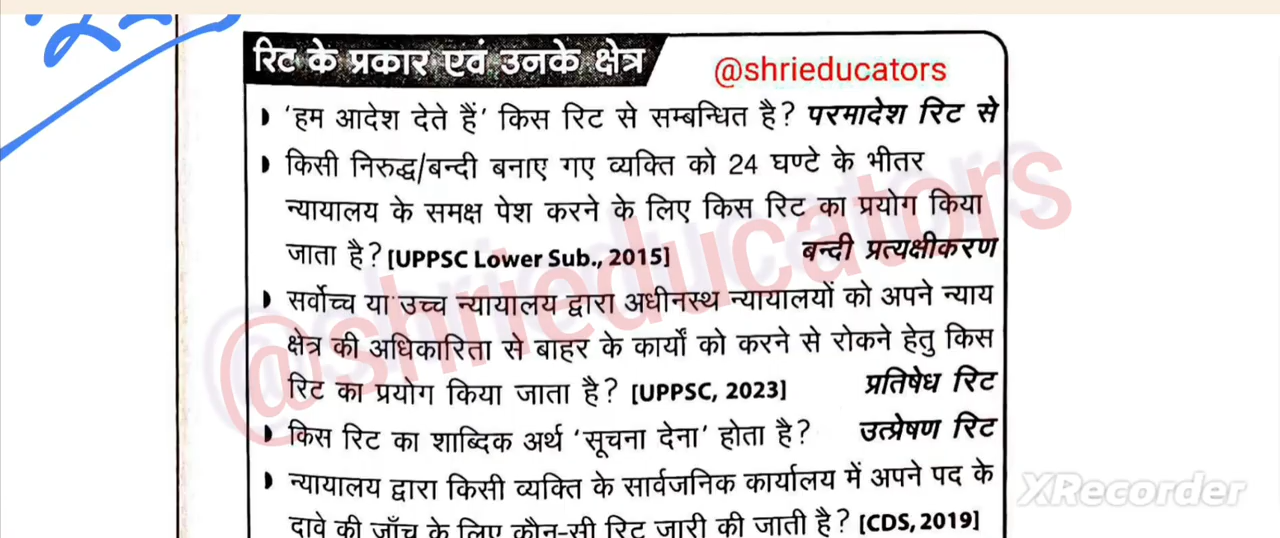 रिट के प्रकार एवं उनके क्षेत्र
@shrieducators
'हम आदेश देते हैं' किस रिट से सम्बन्धित है? परमादेश रिट से
किसी निरुद्ध/बन्दी बनाए गए व्यक्ति को 24 घण्टे के भीतर
न्यायालय के समक्ष पेश करने के लिए किस रिट का प्रयोग किया
जाता है? [UPPSC Lower Sub., 2015] बन्दी प्रत्यक्षीकरण
सर्वोच्च या उच्च न्यायालय द्वारा अधीनस्थ न्यायालयों को अपने न्याय
क्षेत्र की अधिकारिता से बाहर के कार्यों को करने से रोकने हेतु किस
रिट का प्रयोग किया जाता है? [UPPSC, 2023] प्रतिषेध रिट
किस रिट का शाब्दिक अर्थ 'सूचना देना' होता है? उत्प्रेषण रिट
न्यायालय द्वारा किसी व्यक्ति के सार्वजनिक कार्यालय में अपने पद के
दावे की जाँच के लिए कौन-सी रिट जारी की जाती है? [CDS, 2019]
@shrieducators
XRecorder